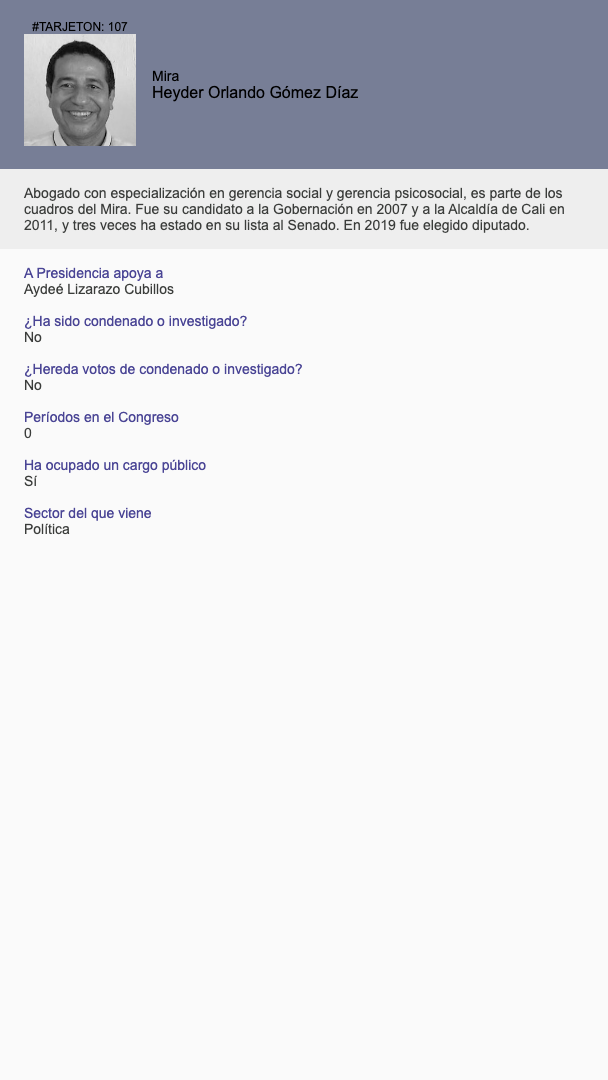 #TARJETON: 107
Mira
Heyder Orlando Gómez Díaz
Abogado con especialización en gerencia social y gerencia psicosocial, es parte de los
cuadros del Mira. Fue su candidato a la Gobernación en 2007 y a la Alcaldía de Cali en
2011, y tres veces ha estado en su lista al Senado. En 2019 fue elegido diputado.
A Presidencia apoya a
Aydeé Lizarazo Cubillos
¿Ha sido condenado o investigado?
No
¿Hereda votos de condenado o investigado?
No
Períodos en el Congreso
0
Ha ocupado un cargo público
Sí
Sector del que viene
Política